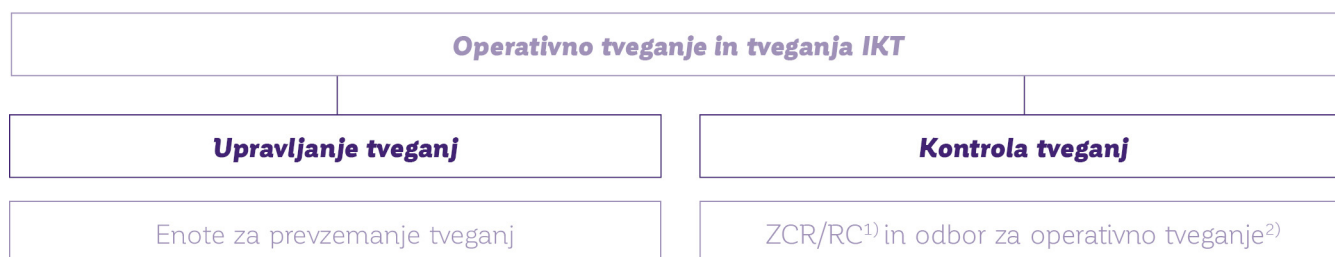 Operativno tveganje in tveganja IKT
Upravljanje tveganj
Kontrola tveganj
Enote za prevzemanje tveganj
ZCR/RC¹⁾ in odbor za operativno tveganje²⁾